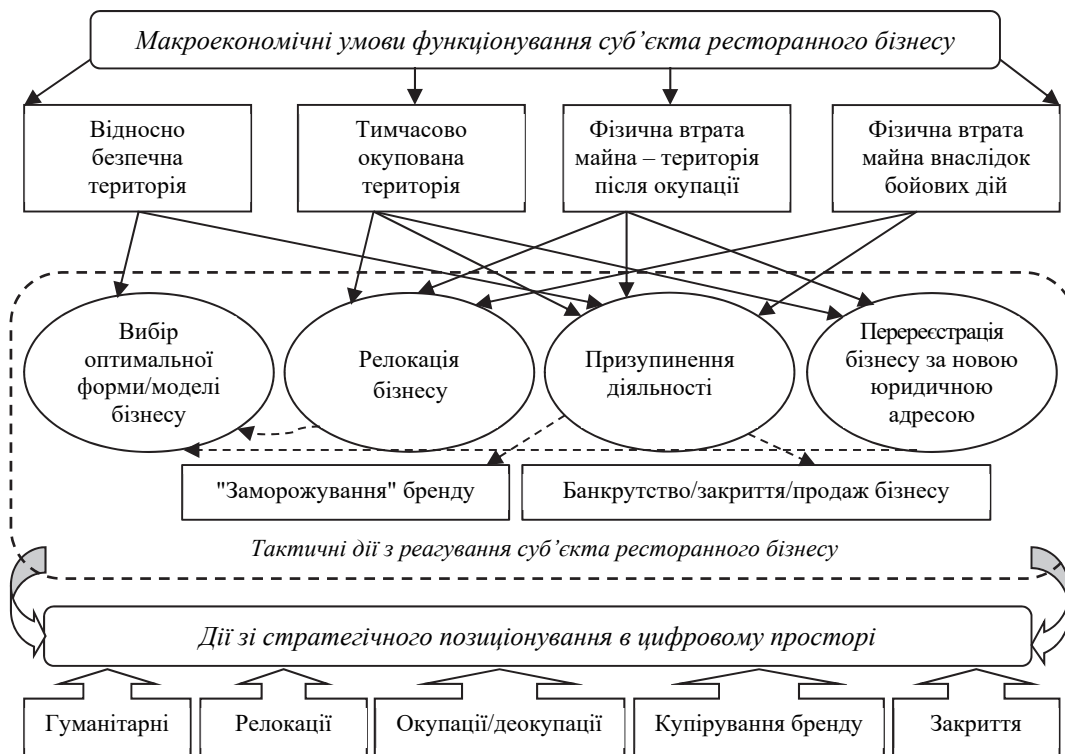 Макроекономічні умови функціонування суб’єкта ресторанного бізнесу
Відносно
безпечна
територія
Тимчасово
окупована
територія
Фізична втрата
майна – територія
після окупації
Фізична втрата
майна внаслідок
бойових дій
Вибір
оптимальної
форми/моделі
бізнесу
Релокація
бізнесу
Призупинення
діяльності
Перереєстрація
бізнесу за новою
юридичною
адресою
"Заморожування" бренду
Банкрутство/закриття/продаж бізнесу
Тактичні дії з реагування суб’єкта ресторанного бізнесу
Дії зі стратегічного позиціонування в цифровому просторі
Гуманітарні
Релокації
Окупації/деокупації
Купірування бренду
Закриття